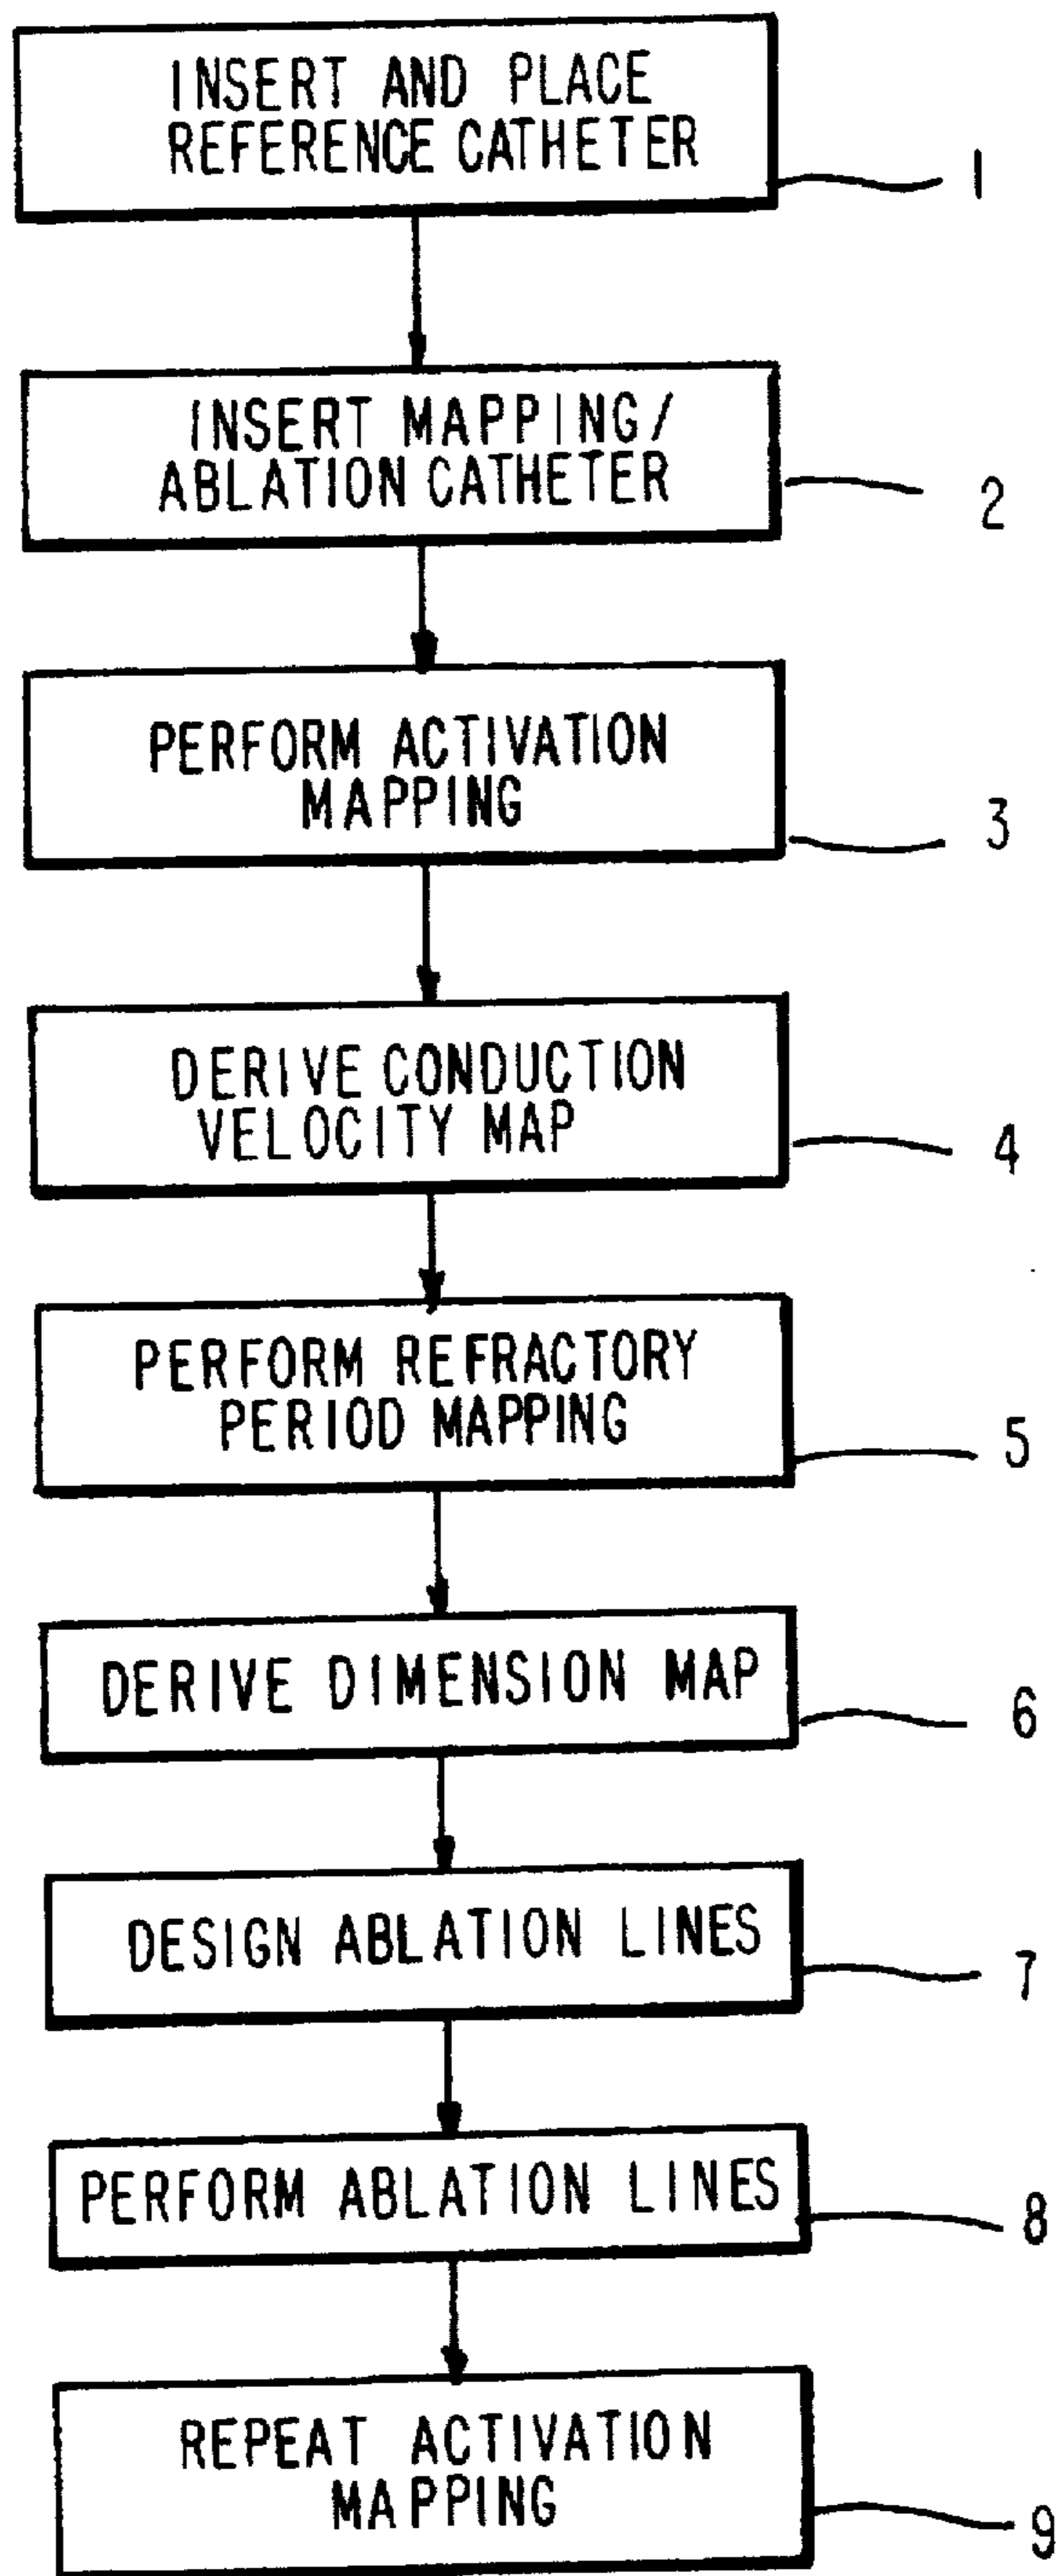 INSERT AND PLACE
REFERENCE CATHETER
1
INSERT MAPPING/
ABLATION CATHETER
2
PERFORM ACTIVATION
MAPPING
3
DERIVE CONDUCTION
VELOCITY MAP
4
PERFORM REFRACTORY
PERIOD MAPPING
5
DERIVE DIMENSION MAP
6
DESIGN ABLATION LINES
7
PERFORM ABLATION LINES
8
REPEAT ACTIVATION
MAPPING
9